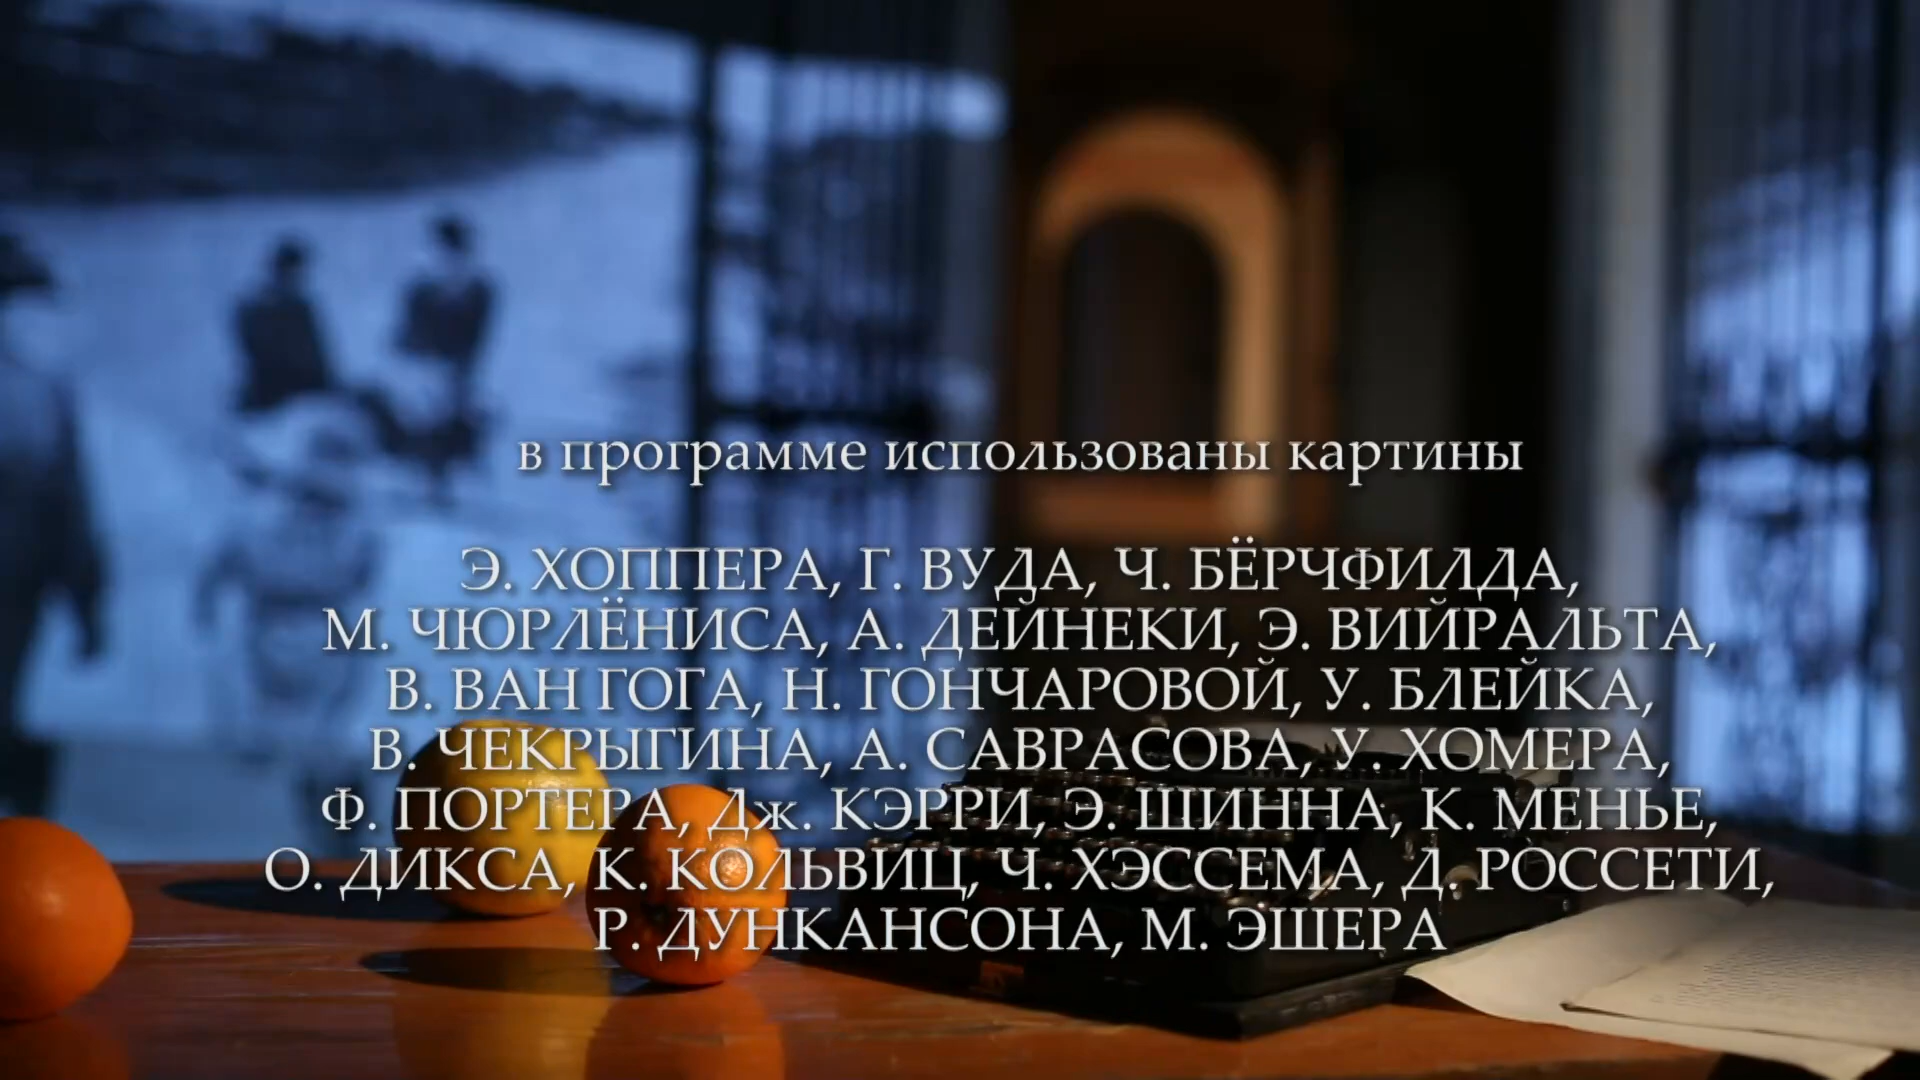 в программе использованы картины
Э. ХОППЕРА, Г. ВУДА, Ч. БЁРЧФИЛДА,
М. ЧЮРЛЁНИСА, А. ДЕЙНЕКИ, Э. ВИЙРАЛЬТА,
В. ВАН ГОГА, Н. ГОНЧАРОВОЙ, У. БЛЕЙКА,
В. ЧЕКРЫГИНА, А. САВРАСОВА, У. ХОМЕРА,
Ф. ПОРТЕРА, Дж. КЭРРИ, Э. ШИННА, К. МЕНЬЕ,
О. ДИКСА, К. КОЛЬВИЦ, Ч. ХЭССЕМА, Д. РОССЕТИ,
Р. ДУНКАНСОНА, М. ЭШЕРА